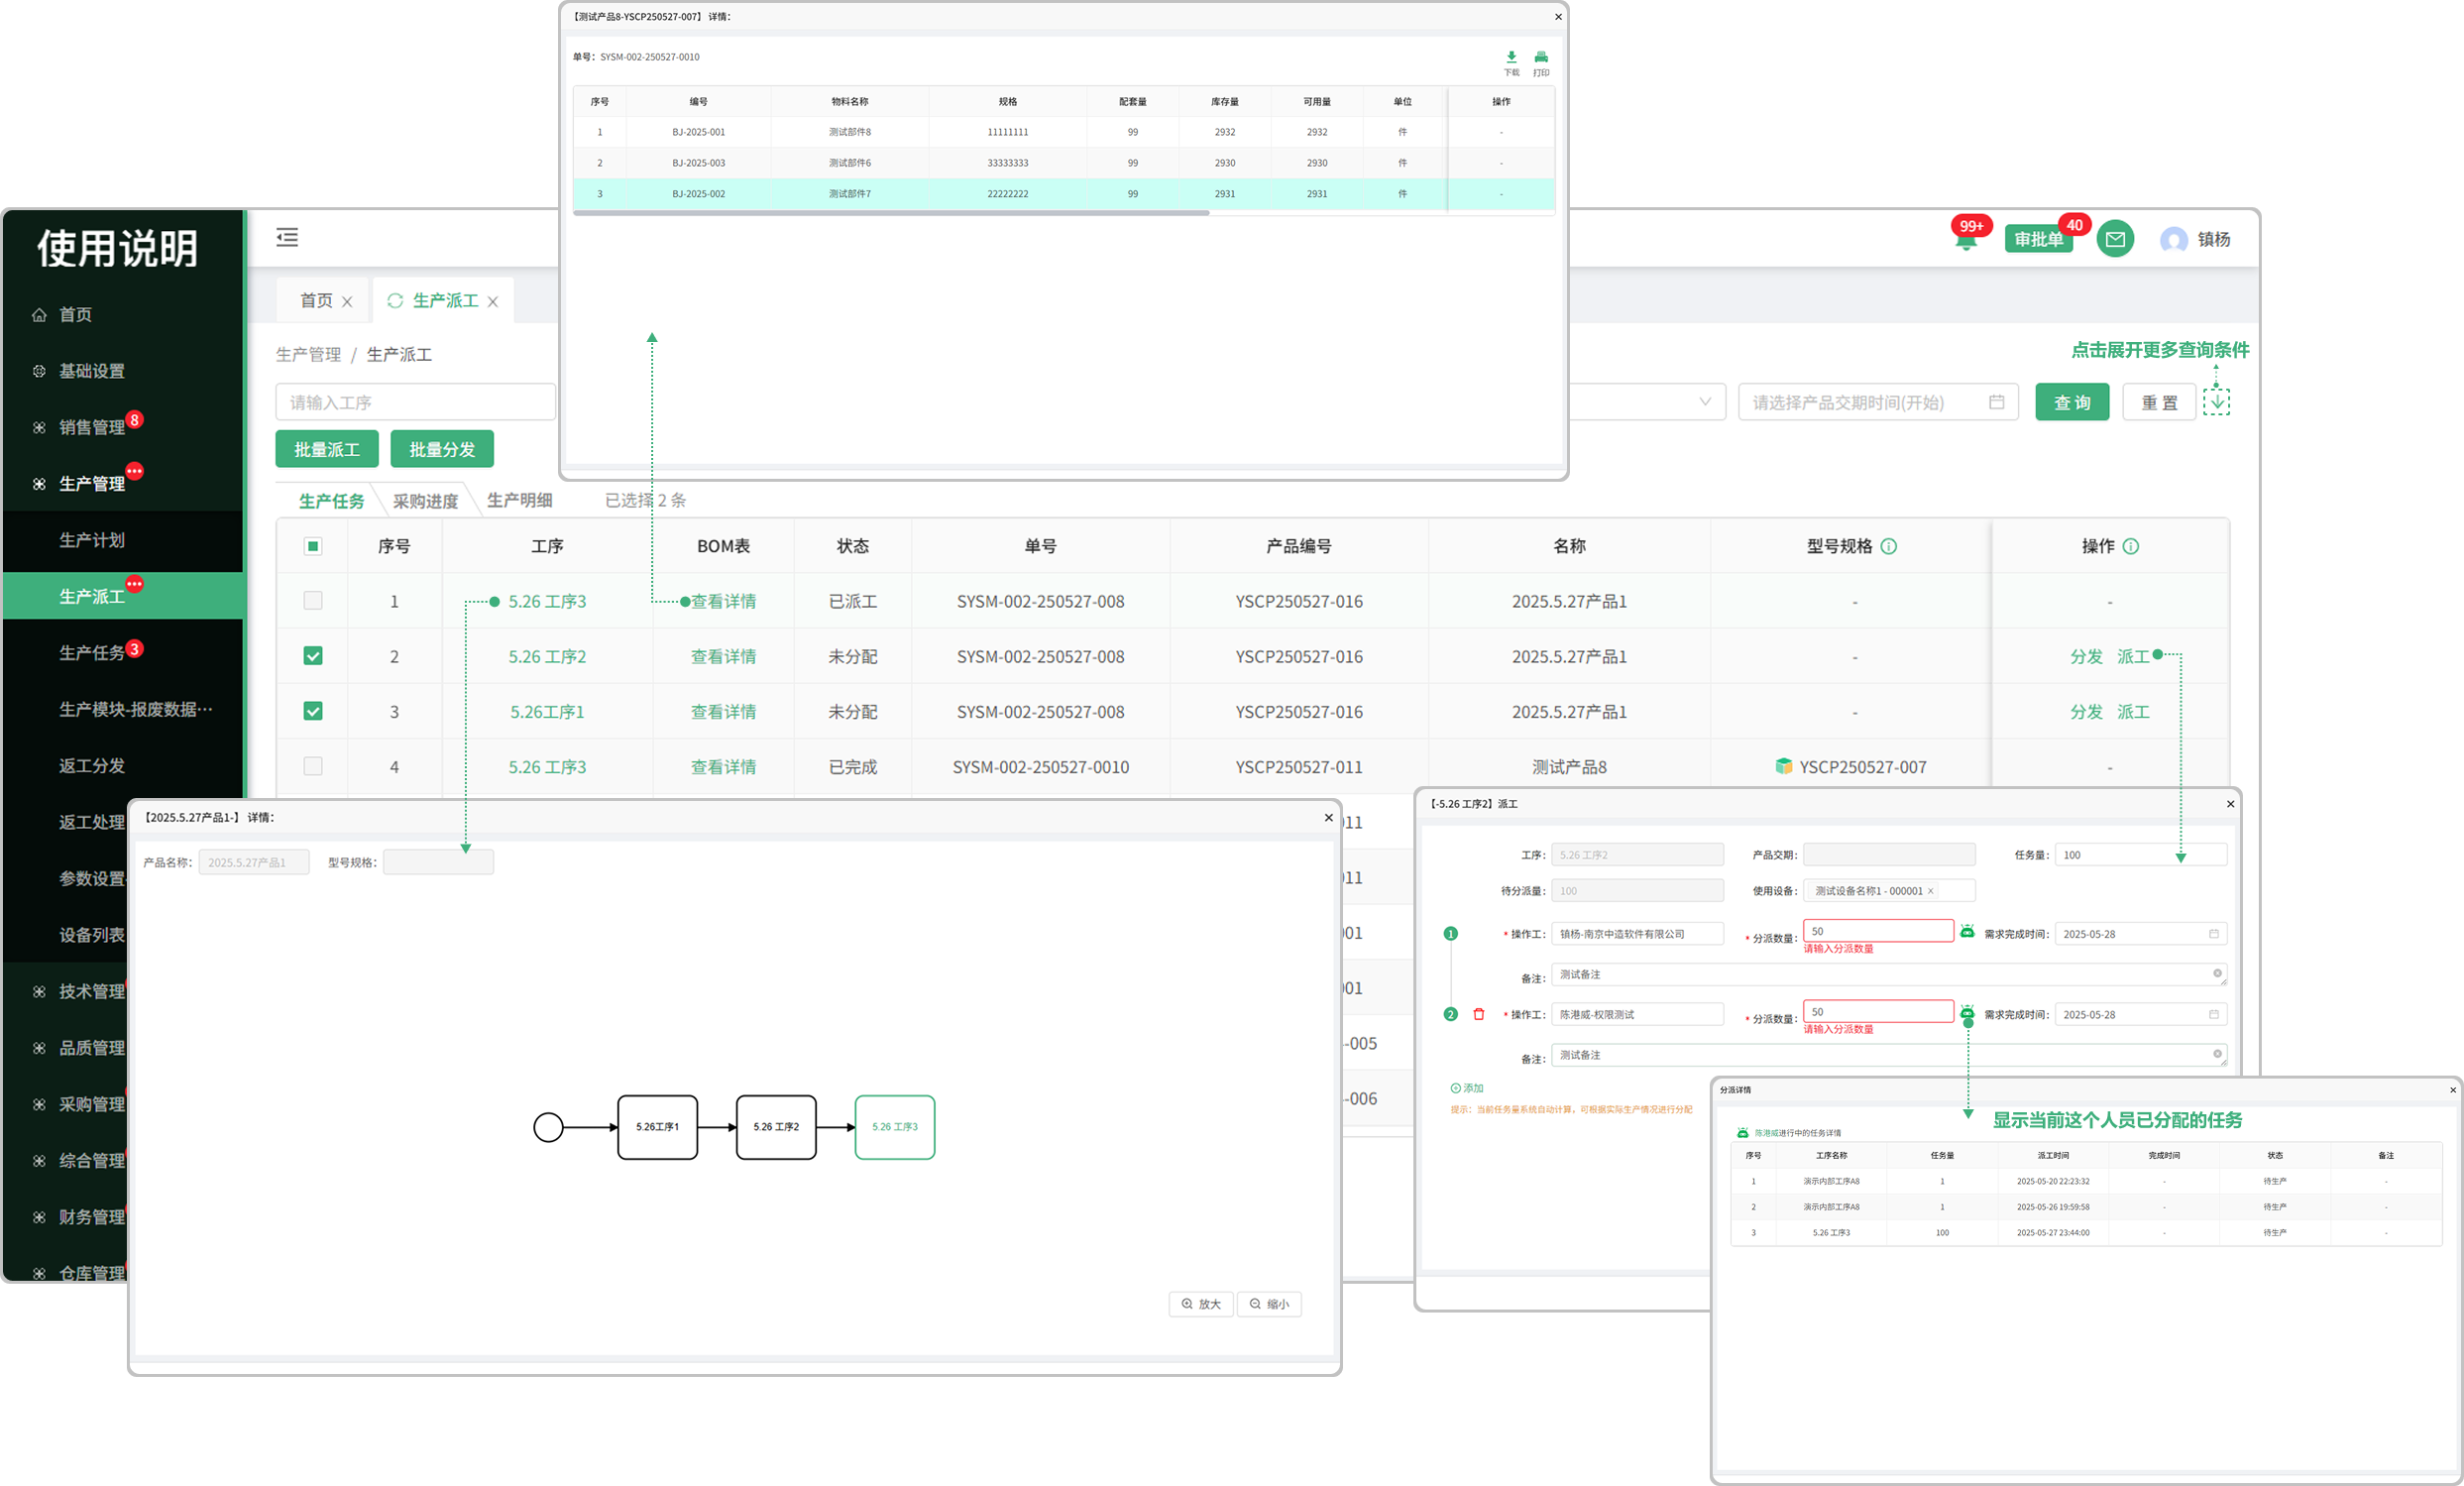 【测试产品8-YSCP250527-007】 详情：
单号： SYSM-002-250527-0010
下载 打印
序号 编号 物料名称 规格 配套量 库存量 可用量 单位 操作
1 BJ-2025-001 测试部件8 11111111 99 2932 2932 件 -
2 BJ-2025-003 测试部件6 33333333 99 2930 2930 件 -
3 BJ-2025-002 测试部件7 22222222 99 2931 2931 件 -
使用说明
首页
基础设置
销售管理 8
生产管理
生产计划
生产派工
生产任务 3
生产模块-报废数据…
返工分发
返工处理
参数设置
设备列表
技术管理
品质管理
采购管理
综合管理
财务管理
仓库管理
99+ 审批单 40 镇杨
首页 生产派工
生产管理 / 生产派工
点击展开更多查询条件
请输入工序 请选择产品交期时间(开始) 查询 重置
批量派工 批量分发
生产任务 采购进度 生产明细 已选择 2 条
序号 工序 BOM表 状态 单号 产品编号 名称 型号规格 操作
1 5.26 工序3 查看详情 已派工 SYSM-002-250527-008 YSCP250527-016 2025.5.27产品1 - -
2 5.26 工序2 查看详情 未分配 SYSM-002-250527-008 YSCP250527-016 2025.5.27产品1 - 分发 派工
3 5.26工序1 查看详情 未分配 SYSM-002-250527-008 YSCP250527-016 2025.5.27产品1 - 分发 派工
4 5.26 工序3 查看详情 已完成 SYSM-002-250527-0010 YSCP250527-011 测试产品8 YSCP250527-007 -
11
11
01
01
-005
-006
【2025.5.27产品1-】 详情：
产品名称： 2025.5.27产品1 型号规格：
5.26工序1 5.26 工序2 5.26 工序3
放大 缩小
【-5.26 工序2】派工
工序： 5.26 工序2 产品交期： 任务量： 100
待分派量： 100 使用设备： 测试设备名称1 - 000001 ×
1 * 操作工： 镇杨-南京中造软件有限公司 * 分派数量： 50 需求完成时间： 2025-05-28
请输入分派数量
备注： 测试备注
2 * 操作工： 陈港威-权限测试 * 分派数量： 50 需求完成时间： 2025-05-28
请输入分派数量
备注： 测试备注
添加
提示：当前任务量系统自动计算，可根据实际生产情况进行分配
分派详情
显示当前这个人员已分配的任务
陈港威进行中的任务详情
序号 工序名称 任务量 派工时间 完成时间 状态 备注
1 演示内部工序A8 1 2025-05-20 22:23:32 - 待生产 -
2 演示内部工序A8 1 2025-05-26 19:59:58 - 待生产 -
3 5.26 工序3 100 2025-05-27 23:44:00 - 待生产 -